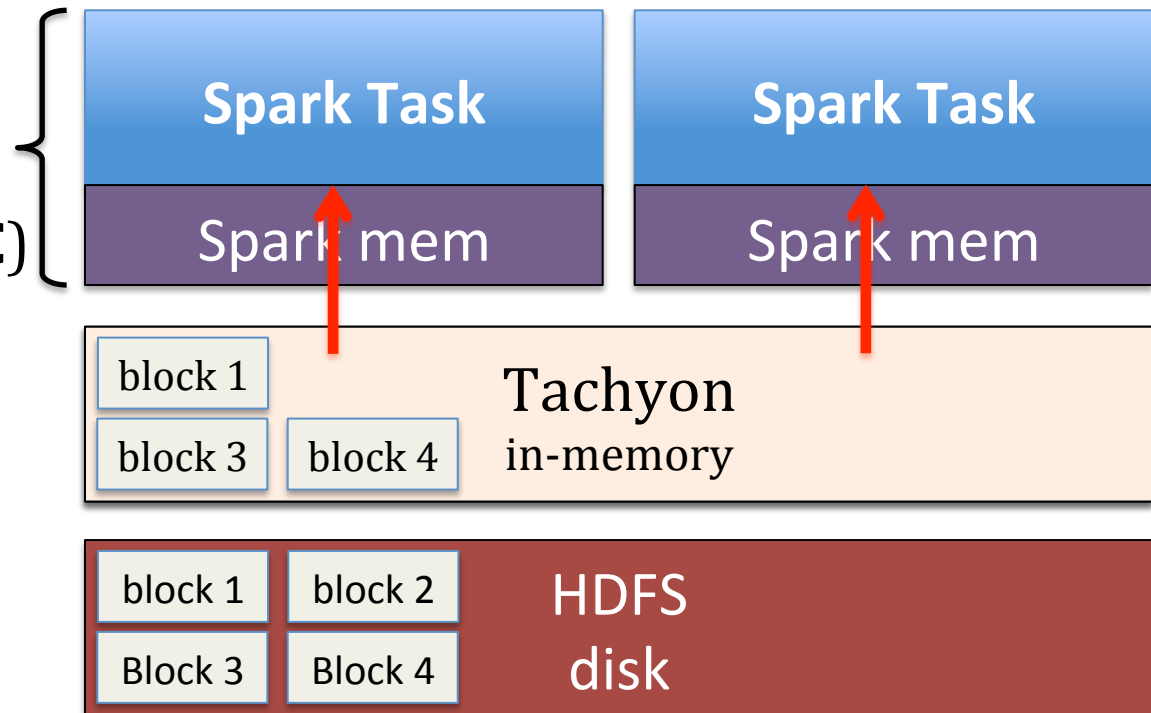 Spark Task
Spark Task
Spark mem
Spark mem
block 1
block 3
block 4
Tachyon
in-memory
block 1
block 2
Block 3
Block 4
HDFS
disk